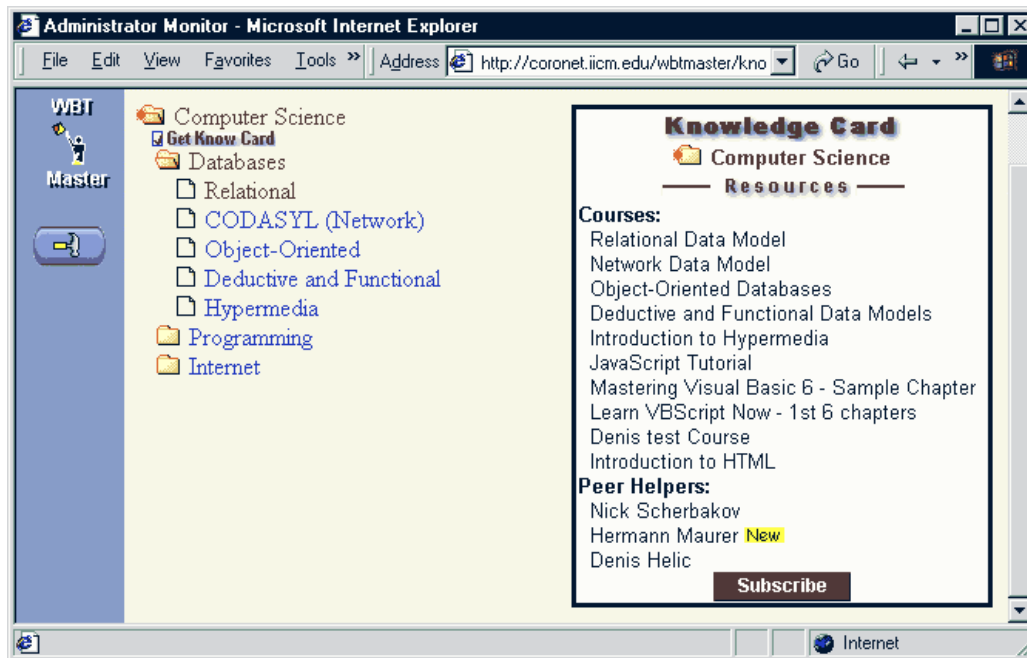 Administrator Monitor - Microsoft Internet Explorer
File Edit View Favorites Tools » Address http://coronet.iicm.edu/wbtmaster/kno Go »
WBT
Master
Computer Science
Get Know Card
Databases
Relational
CODASYL (Network)
Object-Oriented
Deductive and Functional
Hypermedia
Programming
Internet
Knowledge Card
Computer Science
Resources
Courses:
Relational Data Model
Network Data Model
Object-Oriented Databases
Deductive and Functional Data Models
Introduction to Hypermedia
JavaScript Tutorial
Mastering Visual Basic 6 - Sample Chapter
Learn VBScript Now - 1st 6 chapters
Denis test Course
Introduction to HTML
Peer Helpers:
Nick Scherbakov
Hermann Maurer New
Denis Helic
Subscribe
Internet